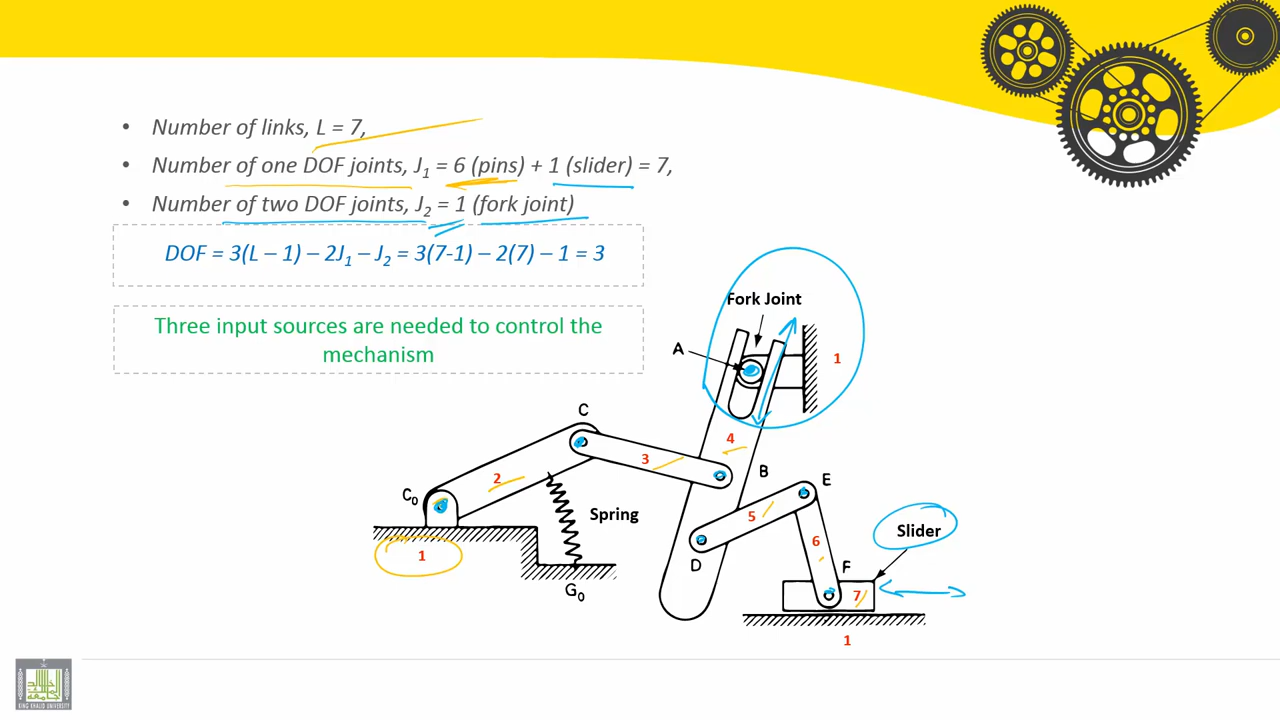 • Number of links, L = 7,
• Number of one DOF joints, J₁ = 6 (pins) + 1 (slider) = 7,
• Number of two DOF joints, J₂ = 1 (fork joint)
DOF = 3(L – 1) – 2J₁ – J₂ = 3(7-1) – 2(7) – 1 = 3
Three input sources are needed to control the
mechanism
Fork Joint
A
1
C
4
3
B
C₀
2
E
Spring
5
Slider
6
1
D
F
G₀
7
1
KING KHALID UNIVERSITY